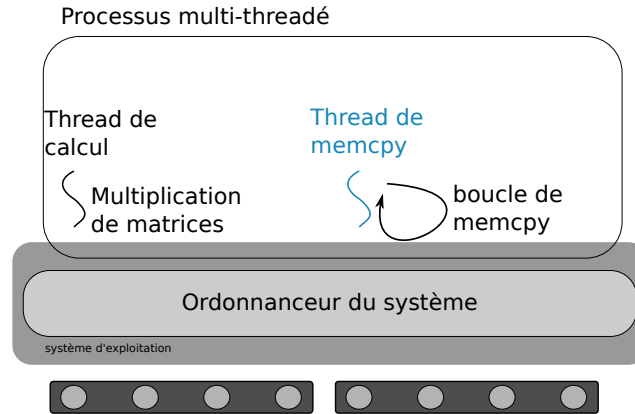 Processus multi-threadé
Thread de
calcul
Thread de
memcpy
Multiplication
de matrices
boucle de
memcpy
Ordonnanceur du système
système d'exploitation